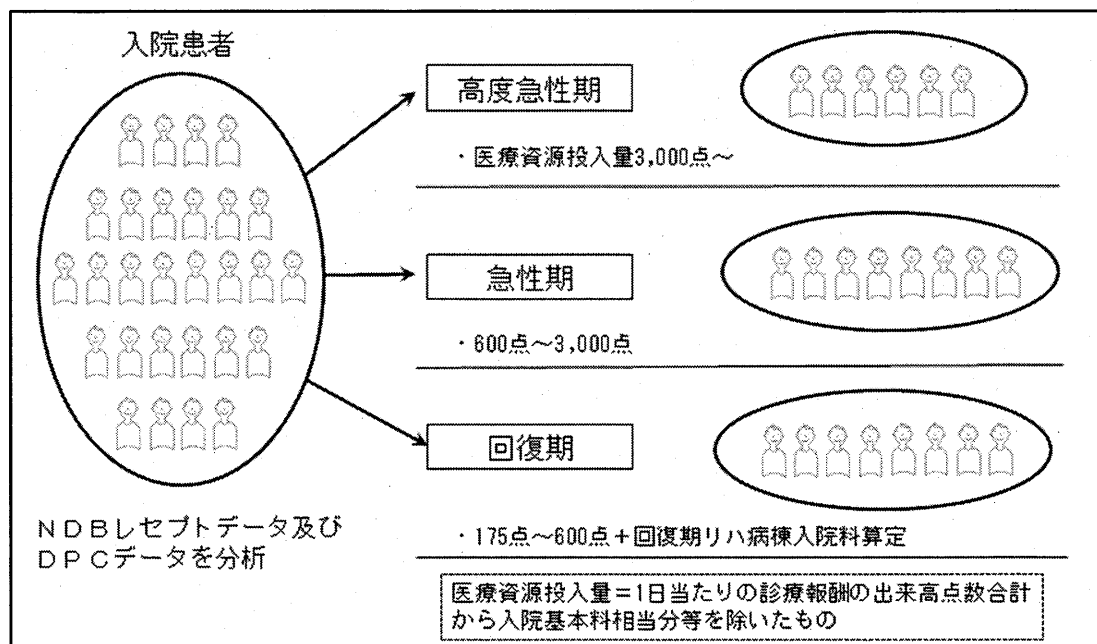 入院患者
高度急性期
・医療資源投入量3,000点～
急性期
・600点～3,000点
回復期
・175点～600点＋回復期リハ病棟入院料算定
ＮＤＢレセプトデータ及び
ＤＰＣデータを分析
医療資源投入量＝1日当たりの診療報酬の出来高点数合計
から入院基本料相当分等を除いたもの